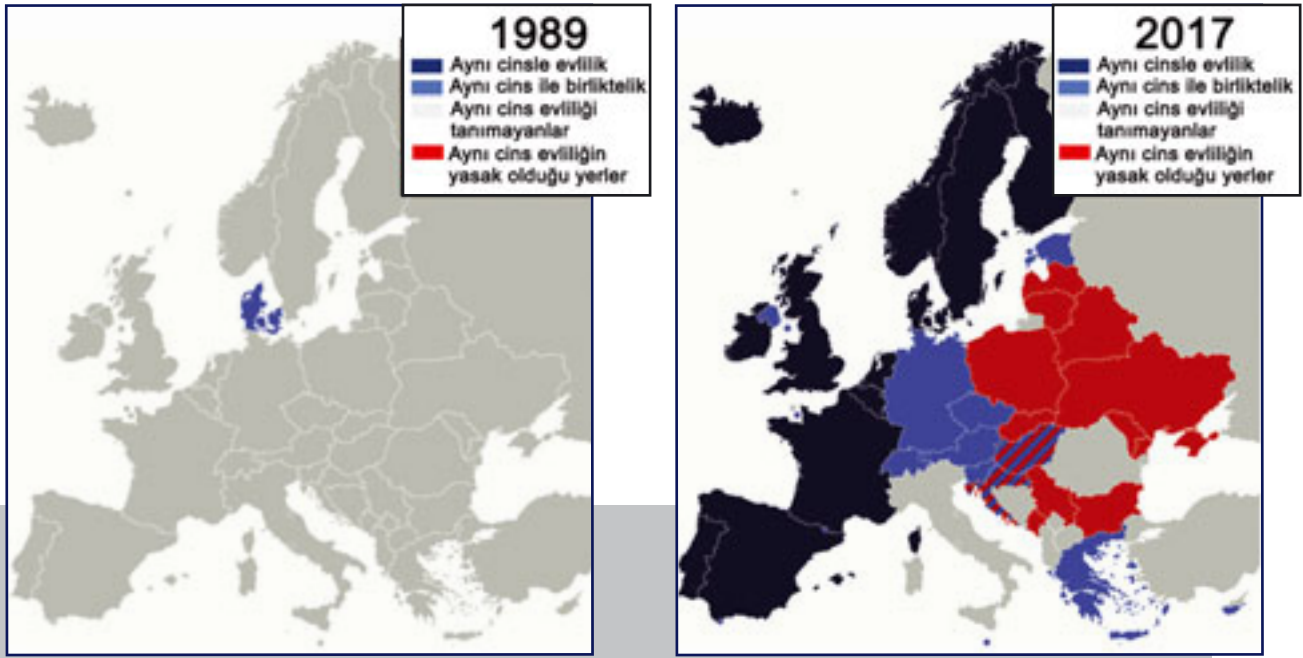 1989
Aynı cinsle evlilik
Aynı cins ile birliktelik
Aynı cins evliliği
tanımayanlar
Aynı cins evliliğin
yasak olduğu yerler
2017
Aynı cinsle evlilik
Aynı cins ile birliktelik
Aynı cins evliliği
tanımayanlar
Aynı cins evliliğin
yasak olduğu yerler